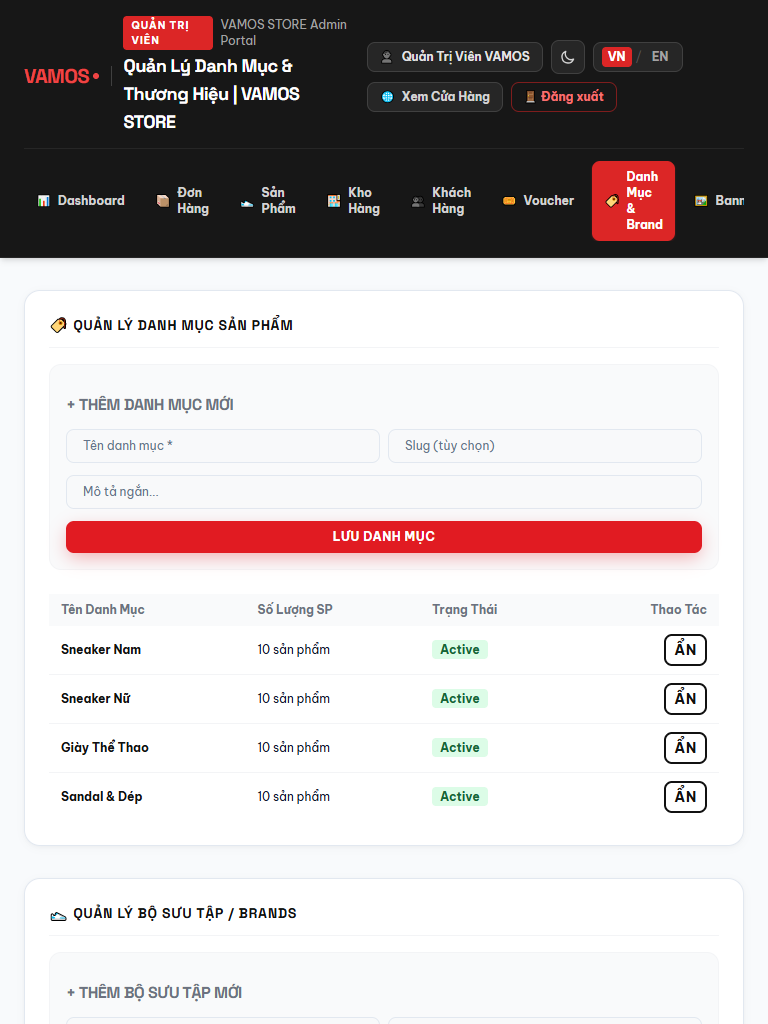 VAMOS
QUẢN TRỊ VIÊN
VAMOS STORE Admin Portal
Quản Lý Danh Mục & Thương Hiệu | VAMOS STORE
Quản Trị Viên VAMOS
VN / EN
Xem Cửa Hàng
Đăng xuất
Dashboard
Đơn Hàng
Sản Phẩm
Kho Hàng
Khách Hàng
Voucher
Danh Mục & Brand
QUẢN LÝ DANH MỤC SẢN PHẨM
+ THÊM DANH MỤC MỚI
Tên danh mục *
Slug (tùy chọn)
Mô tả ngắn...
LƯU DANH MỤC
Tên Danh Mục Số Lượng SP Trạng Thái Thao Tác
Sneaker Nam 10 sản phẩm Active ẨN
Sneaker Nữ 10 sản phẩm Active ẨN
Giày Thể Thao 10 sản phẩm Active ẨN
Sandal & Dép 10 sản phẩm Active ẨN
QUẢN LÝ BỘ SƯU TẬP / BRANDS
+ THÊM BỘ SƯU TẬP MỚI